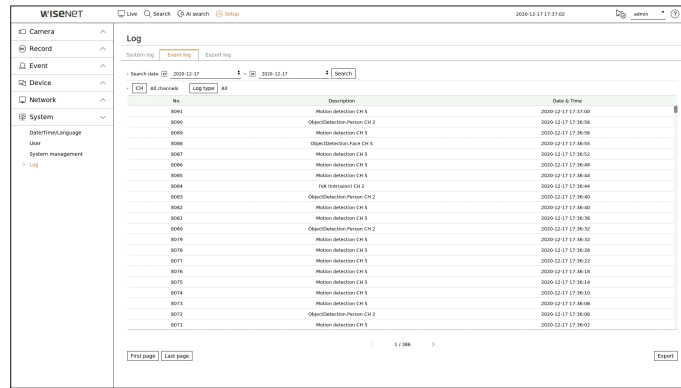 WISENET Live Search AI search Setup 2020-12-17 17:37:02 admin ?
Camera
Record
Event
Device
Network
System
Date/Time/Language
User
System management
> Log
Log
System log Event log Export log
Search date 2020-12-17 ~ 2020-12-17 Search
CH All channels Log type All
No. Description Date & Time
8091 Motion detection CH 5 2020-12-17 17:37:00
8090 ObjectDetection.Person CH 2 2020-12-17 17:36:56
8089 Motion detection CH 5 2020-12-17 17:36:56
8088 ObjectDetection.Face CH 5 2020-12-17 17:36:55
8087 Motion detection CH 5 2020-12-17 17:36:52
8086 Motion detection CH 5 2020-12-17 17:36:48
8085 Motion detection CH 5 2020-12-17 17:36:44
8084 IVA (Intrusion) CH 2 2020-12-17 17:36:44
8083 ObjectDetection.Person CH 2 2020-12-17 17:36:40
8082 Motion detection CH 5 2020-12-17 17:36:40
8081 Motion detection CH 5 2020-12-17 17:36:36
8080 ObjectDetection.Person CH 2 2020-12-17 17:36:32
8079 Motion detection CH 5 2020-12-17 17:36:32
8078 Motion detection CH 5 2020-12-17 17:36:28
8077 Motion detection CH 5 2020-12-17 17:36:22
8076 Motion detection CH 5 2020-12-17 17:36:18
8075 Motion detection CH 5 2020-12-17 17:36:14
8074 Motion detection CH 5 2020-12-17 17:36:10
8073 Motion detection CH 5 2020-12-17 17:36:06
8072 ObjectDetection.Person CH 2 2020-12-17 17:36:06
8071 Motion detection CH 5 2020-12-17 17:36:02
< 1 / 386 >
First page Last page Export